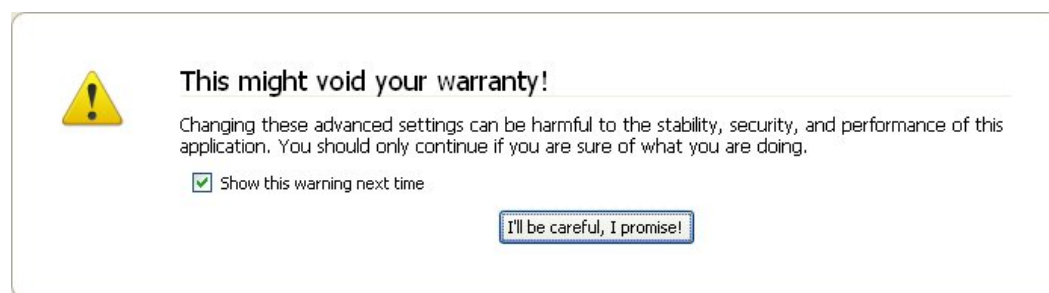 This might void your warranty!
Changing these advanced settings can be harmful to the stability, security, and performance of this
application. You should only continue if you are sure of what you are doing.
Show this warning next time
I'll be careful, I promise!